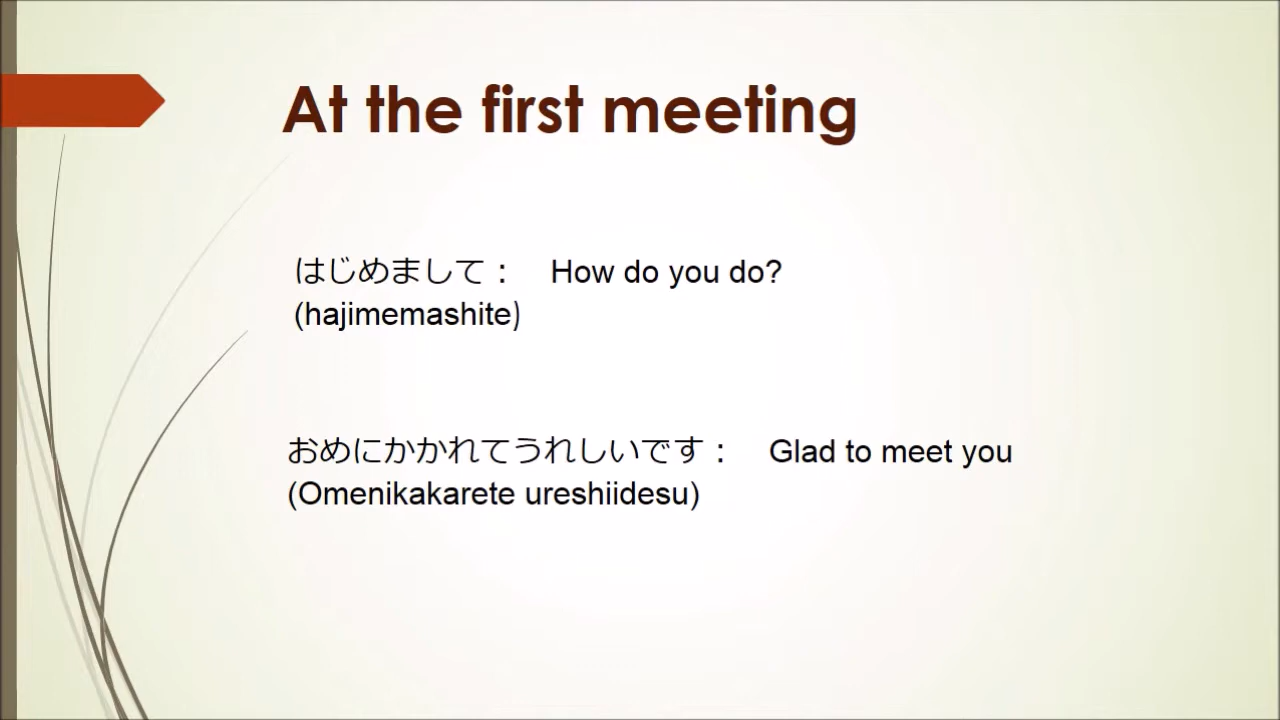 At the first meeting
はじめまして： How do you do?
(hajimemashite)
おめにかかれてうれしいです： Glad to meet you
(Omenikakarete ureshiidesu)